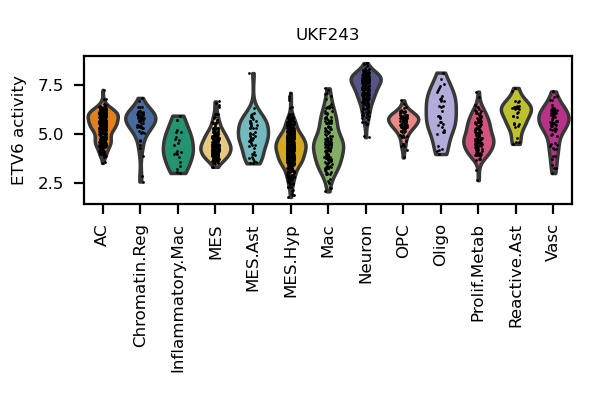 UKF243
ETV6 activity
7.5
5.0
2.5
AC
Chromatin.Reg
Inflammatory.Mac
MES
MES.Ast
MES.Hyp
Mac
Neuron
OPC
Oligo
Prolif.Metab
Reactive.Ast
Vasc